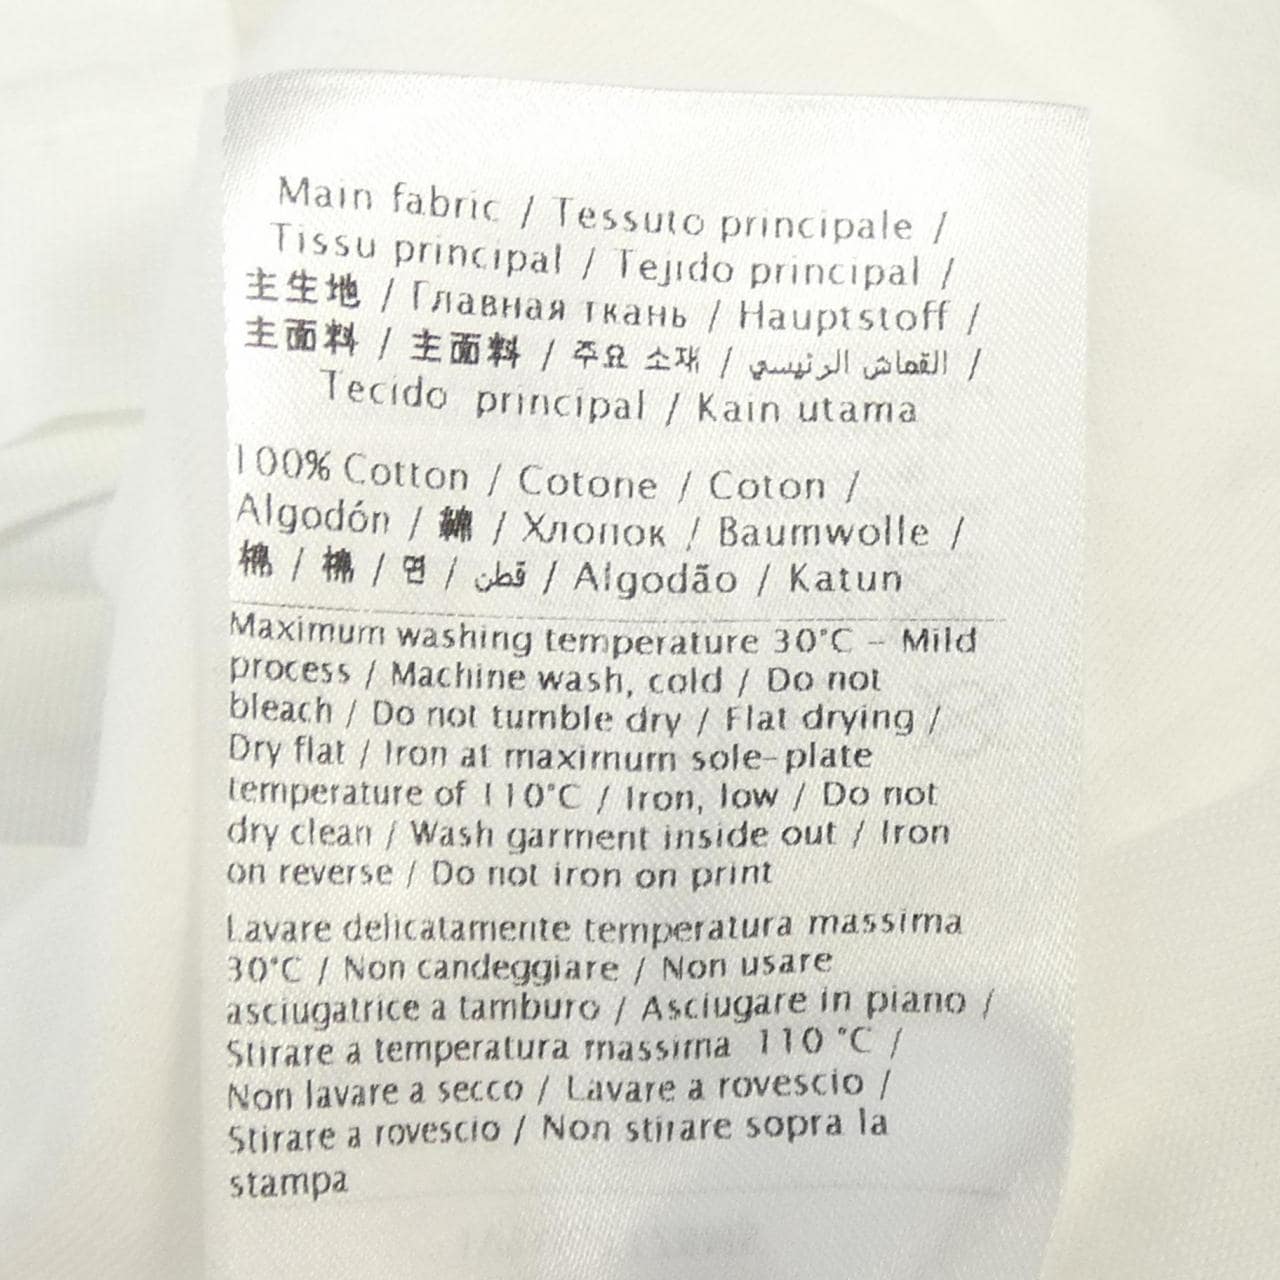 Main fabric / Tessuto principale /
Tissu principal / Tejido principal /
主生地 / Главная ткань / Hauptstoff /
主面料 / 主面料 / 주요 소재 / القماش الرئيسي /
Tecido principal / Kain utama
100% Cotton / Cotone / Coton /
Algodón / 綿 / Хлопок / Baumwolle /
棉 / 棉 / 면 / قطن / Algodão / Katun
Maximum washing temperature 30°C – Mild
process / Machine wash, cold / Do not
bleach / Do not tumble dry / Flat drying /
Dry flat / Iron at maximum sole-plate
temperature of 110°C / Iron, low / Do not
dry clean / Wash garment inside out / Iron
on reverse / Do not iron on print
Lavare delicatamente temperatura massima
30°C / Non candeggiare / Non usare
asciugatrice a tamburo / Asciugare in piano /
Stirare a temperatura massima 110 °C /
Non lavare a secco / Lavare a rovescio /
Stirare a rovescio / Non stirare sopra la
stampa